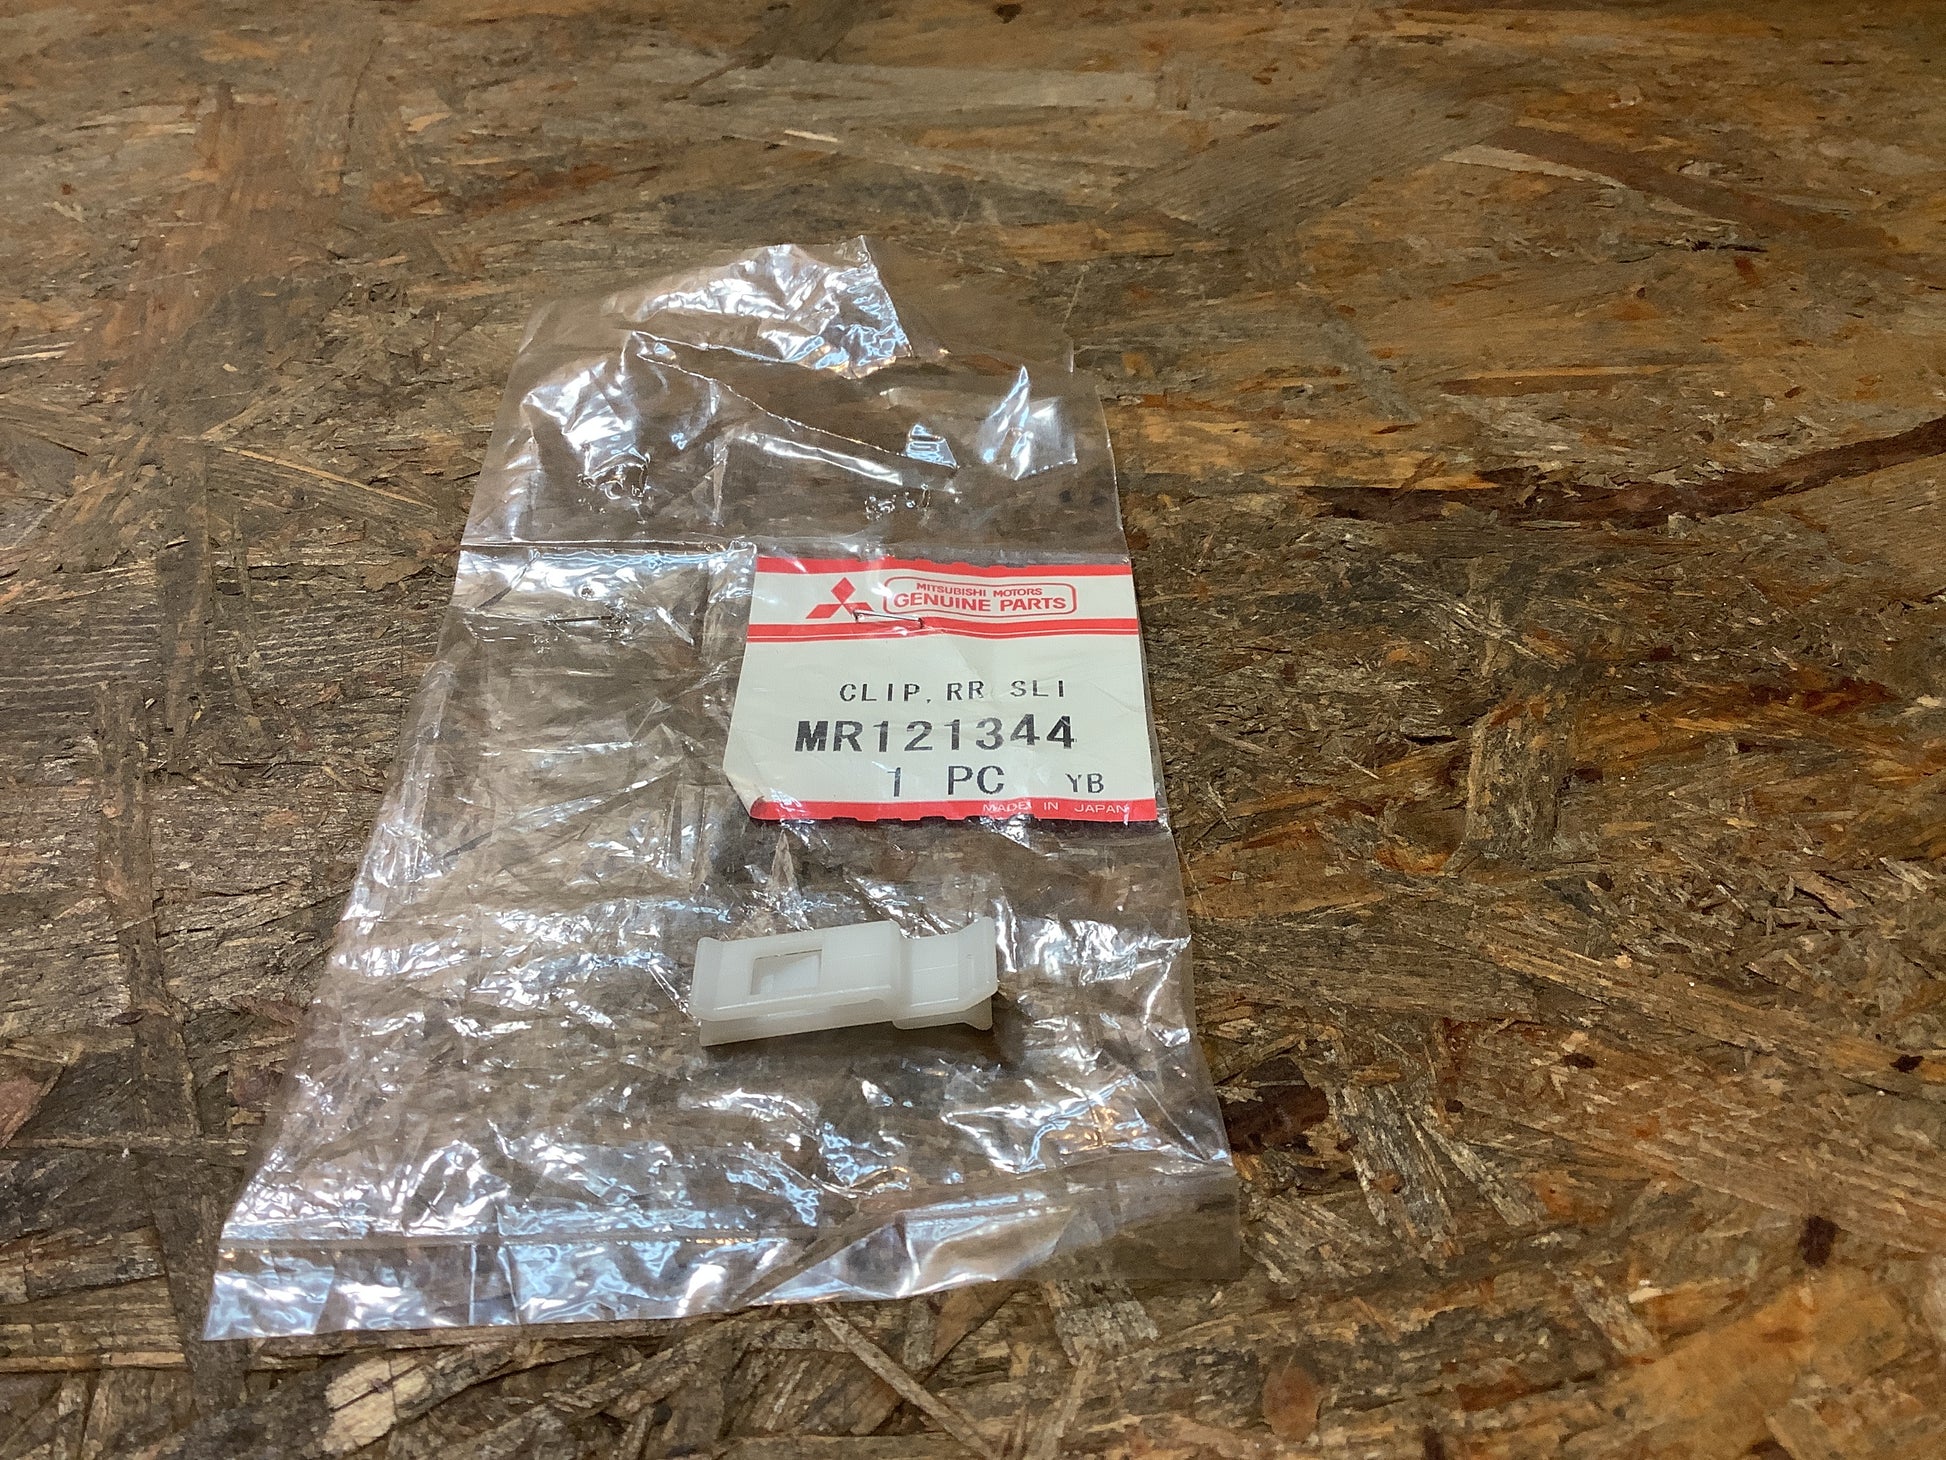 MITSUBISHI MOTORS
GENUINE PARTS
CLIP, RR SLI
MR121344
1 PC YB
MADE IN JAPAN